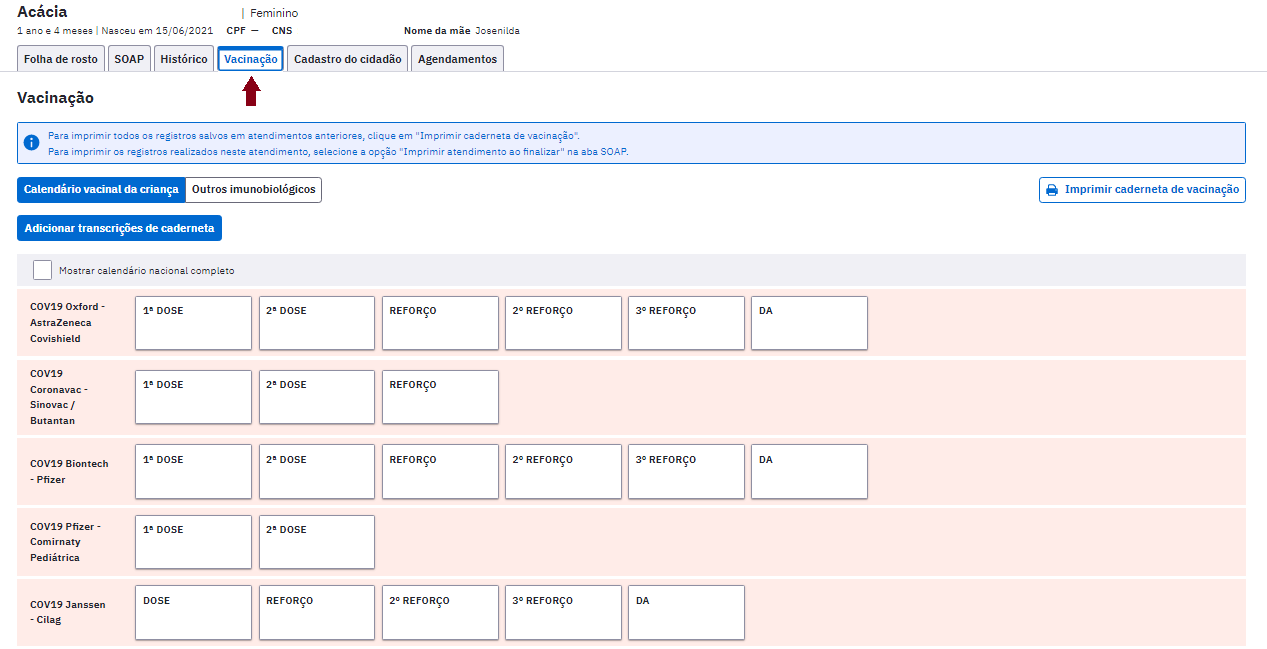 Acácia | Feminino
1 ano e 4 meses | Nasceu em 15/06/2021 CPF — CNS Nome da mãe Josenilda
Folha de rosto SOAP Histórico Vacinação Cadastro do cidadão Agendamentos
Vacinação
Para imprimir todos os registros salvos em atendimentos anteriores, clique em "Imprimir caderneta de vacinação".
Para imprimir os registros realizados neste atendimento, selecione a opção "Imprimir atendimento ao finalizar" na aba SOAP.
Calendário vacinal da criança Outros imunobiológicos Imprimir caderneta de vacinação
Adicionar transcrições de caderneta
Mostrar calendário nacional completo
COV19 Oxford -
AstraZeneca
Covishield
1ª DOSE 2ª DOSE REFORÇO 2º REFORÇO 3º REFORÇO DA
COV19
Coronavac -
Sinovac /
Butantan
1ª DOSE 2ª DOSE REFORÇO
COV19 Biontech
- Pfizer
1ª DOSE 2ª DOSE REFORÇO 2º REFORÇO 3º REFORÇO DA
COV19 Pfizer -
Comirnaty
Pediátrica
1ª DOSE 2ª DOSE
COV19 Janssen
- Cilag
DOSE REFORÇO 2º REFORÇO 3º REFORÇO DA